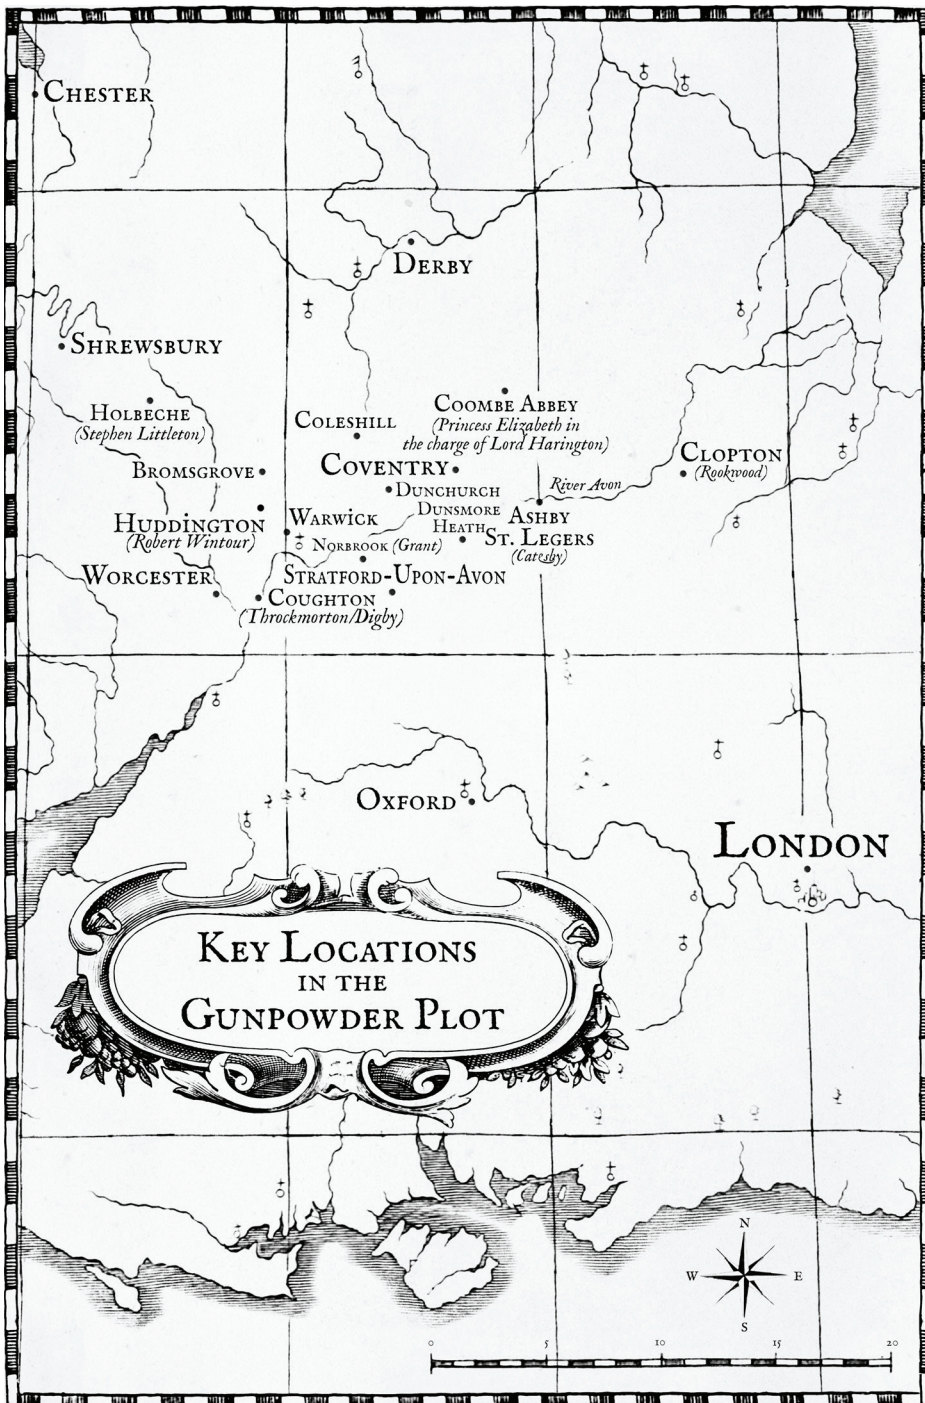 Chester
Derby
Shrewsbury
Holbeche
(Stephen Littleton)
Coleshill
Coombe Abbey
(Princess Elizabeth in
the charge of Lord Harington)
Bromsgrove
Coventry
Clopton
(Rookwood)
Dunchurch
River Avon
Huddington
(Robert Wintour)
Warwick
Dunsmore
Heath
Ashby
St. Legers
(Catesby)
Norbrook (Grant)
Worcester
Stratford-Upon-Avon
Coughton
(Throckmorton/Digby)
Oxford
London
Key Locations
in the
Gunpowder Plot
N
W E
S
0 5 10 15 20